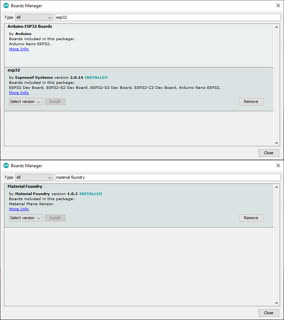 Boards Manager
Type All esp32
Arduino ESP32 Boards
by Arduino
Boards included in this package:
Arduino Nano ESP32.
More Info
esp32
by Espressif Systems version 2.0.14 INSTALLED
Boards included in this package:
ESP32 Dev Board. ESP32-S2 Dev Board. ESP32-S3 Dev Board. ESP32-C3 Dev Board. Arduino Nano ESP32.
More Info
Select version Install Remove
Close
Boards Manager
Type All material foundry
Material Foundry
by Material Foundry version 1.0.2 INSTALLED
Boards included in this package:
Material Plane Sensor.
More Info
Select version Install Remove
Close